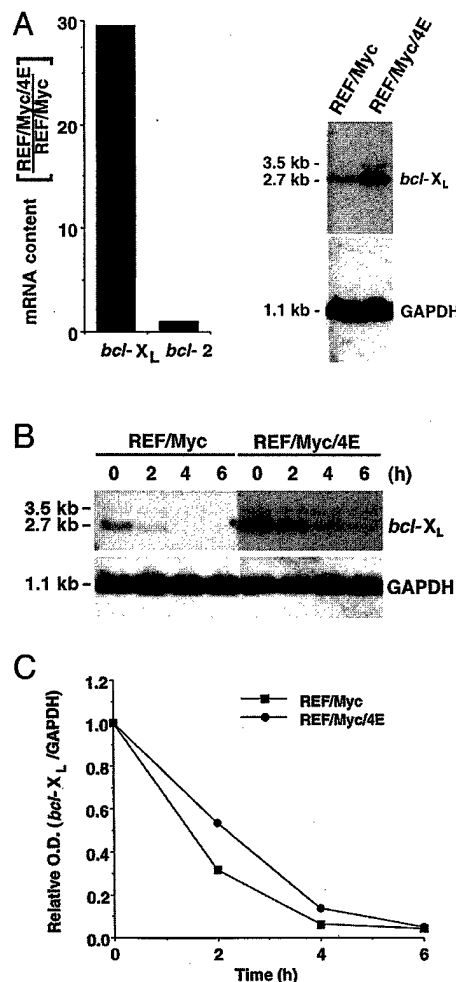 A
mRNA content [REF/Myc/4E / REF/Myc]
30
20
10
0
bcl-XL bcl-2
REF/Myc
REF/Myc/4E
3.5 kb -
2.7 kb -
bcl-XL
1.1 kb -
GAPDH
B
REF/Myc REF/Myc/4E
0 2 4 6 0 2 4 6 (h)
3.5 kb -
2.7 kb -
bcl-XL
1.1 kb -
GAPDH
C
Relative O.D. (bcl-XL/GAPDH)
1.2
1.0
0.8
0.6
0.4
0.2
0.0
REF/Myc
REF/Myc/4E
0 2 4 6
Time (h)